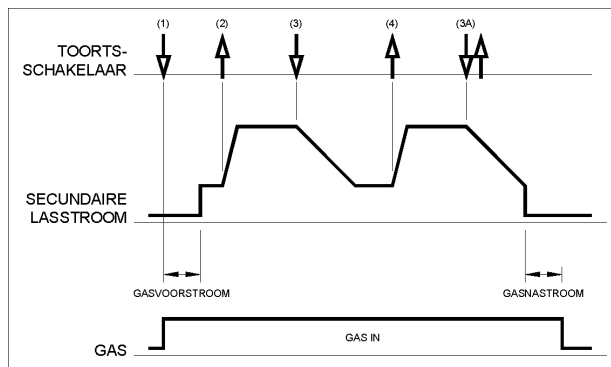 (1) (2) (3) (4) (3A)
TOORTS-
SCHAKELAAR
SECUNDAIRE
LASSTROOM
GASVOORSTROOM GASNASTROOM
GAS IN
GAS